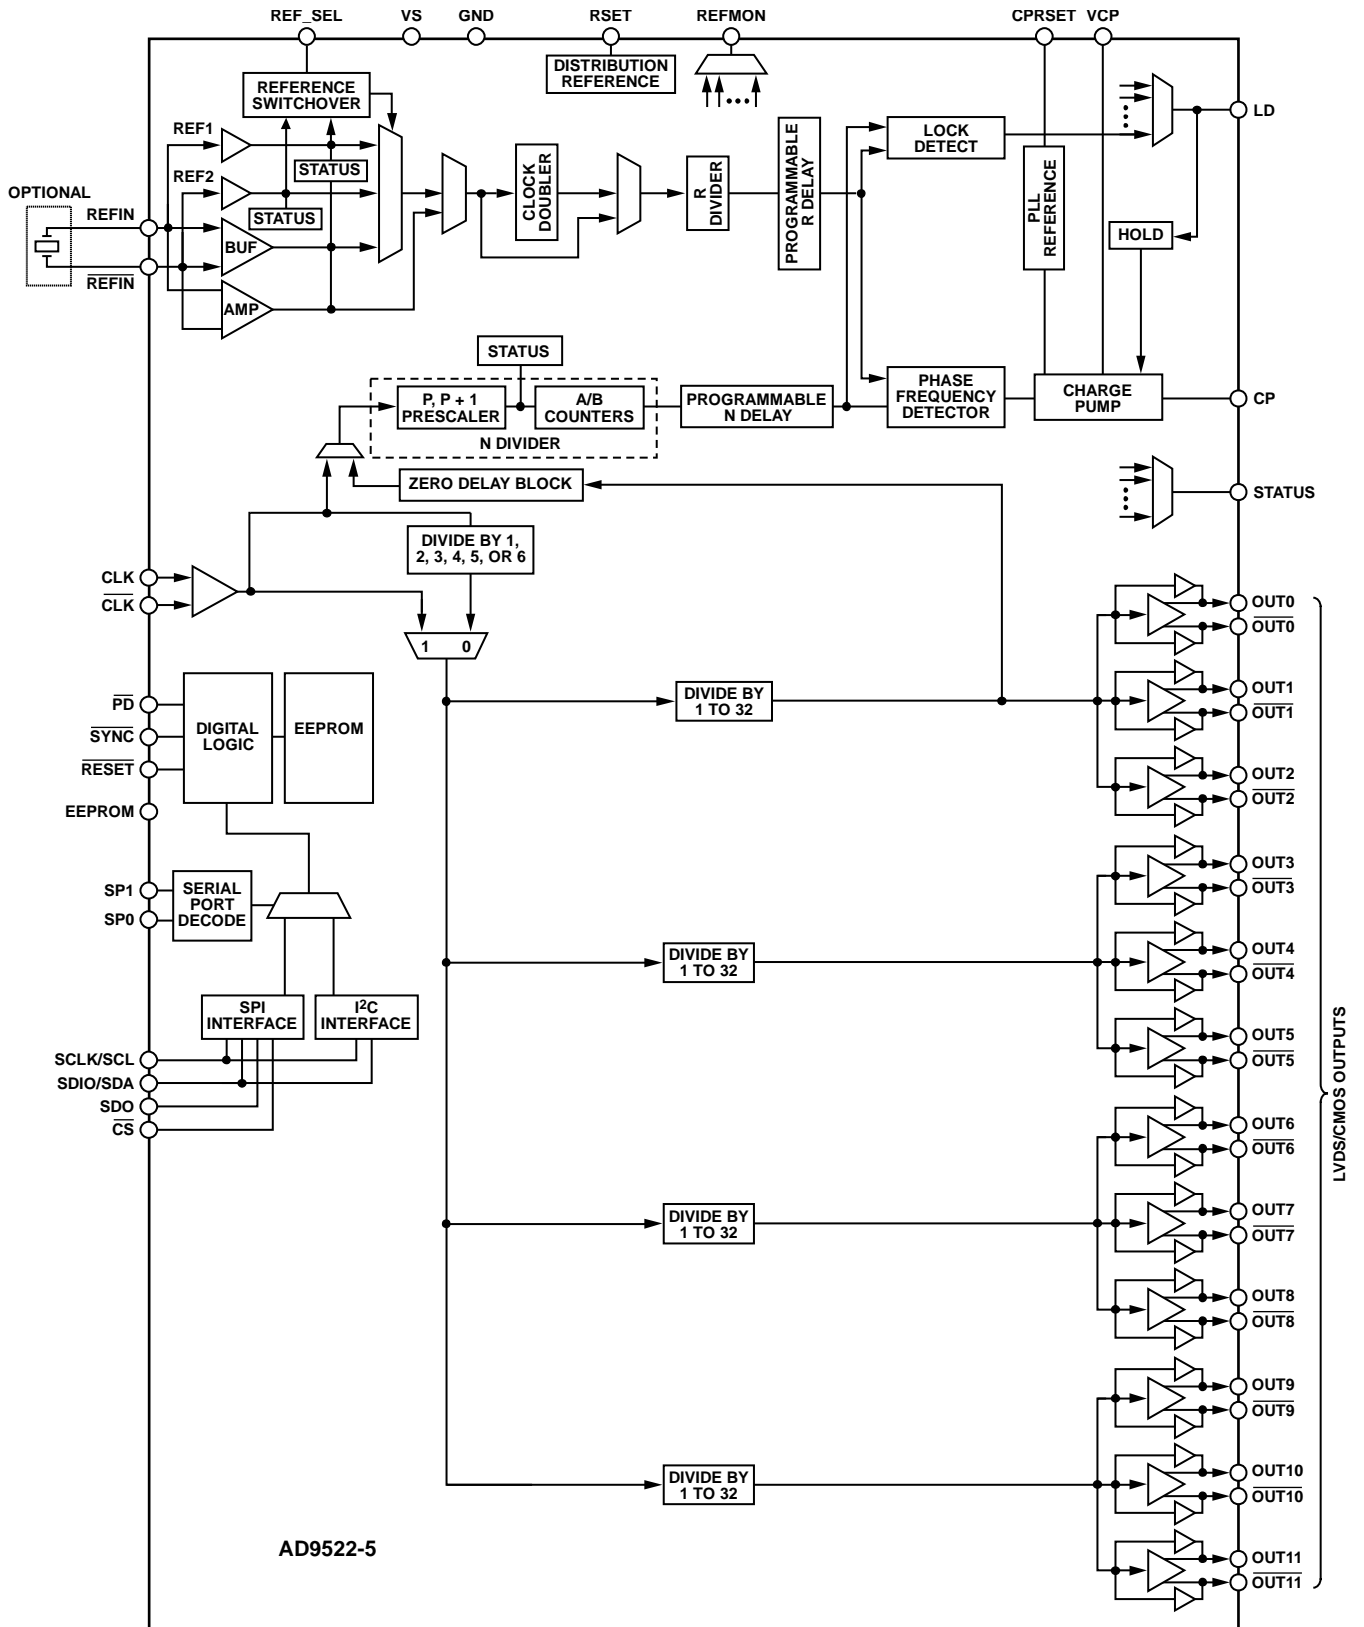 REF_SEL
VS
GND
RSET
REFMON
CPRSET
VCP
DISTRIBUTION
REFERENCE
REFERENCE
SWITCHOVER
REF1
STATUS
REF2
STATUS
OPTIONAL
REFIN
REFIN
BUF
AMP
CLOCK
DOUBLER
R
DIVIDER
PROGRAMMABLE
R DELAY
LOCK
DETECT
PLL
REFERENCE
LD
HOLD
STATUS
P, P + 1
PRESCALER
A/B
COUNTERS
N DIVIDER
PROGRAMMABLE
N DELAY
PHASE
FREQUENCY
DETECTOR
CHARGE
PUMP
CP
ZERO DELAY BLOCK
STATUS
DIVIDE BY 1,
2, 3, 4, 5, OR 6
CLK
CLK
1 0
PD
SYNC
RESET
EEPROM
DIGITAL
LOGIC
EEPROM
SP1
SP0
SERIAL
PORT
DECODE
SPI
INTERFACE
I2C
INTERFACE
SCLK/SCL
SDIO/SDA
SDO
CS
DIVIDE BY
1 TO 32
DIVIDE BY
1 TO 32
DIVIDE BY
1 TO 32
DIVIDE BY
1 TO 32
OUT0
OUT0
OUT1
OUT1
OUT2
OUT2
OUT3
OUT3
OUT4
OUT4
OUT5
OUT5
OUT6
OUT6
OUT7
OUT7
OUT8
OUT8
OUT9
OUT9
OUT10
OUT10
OUT11
OUT11
LVDS/CMOS OUTPUTS
AD9522-5